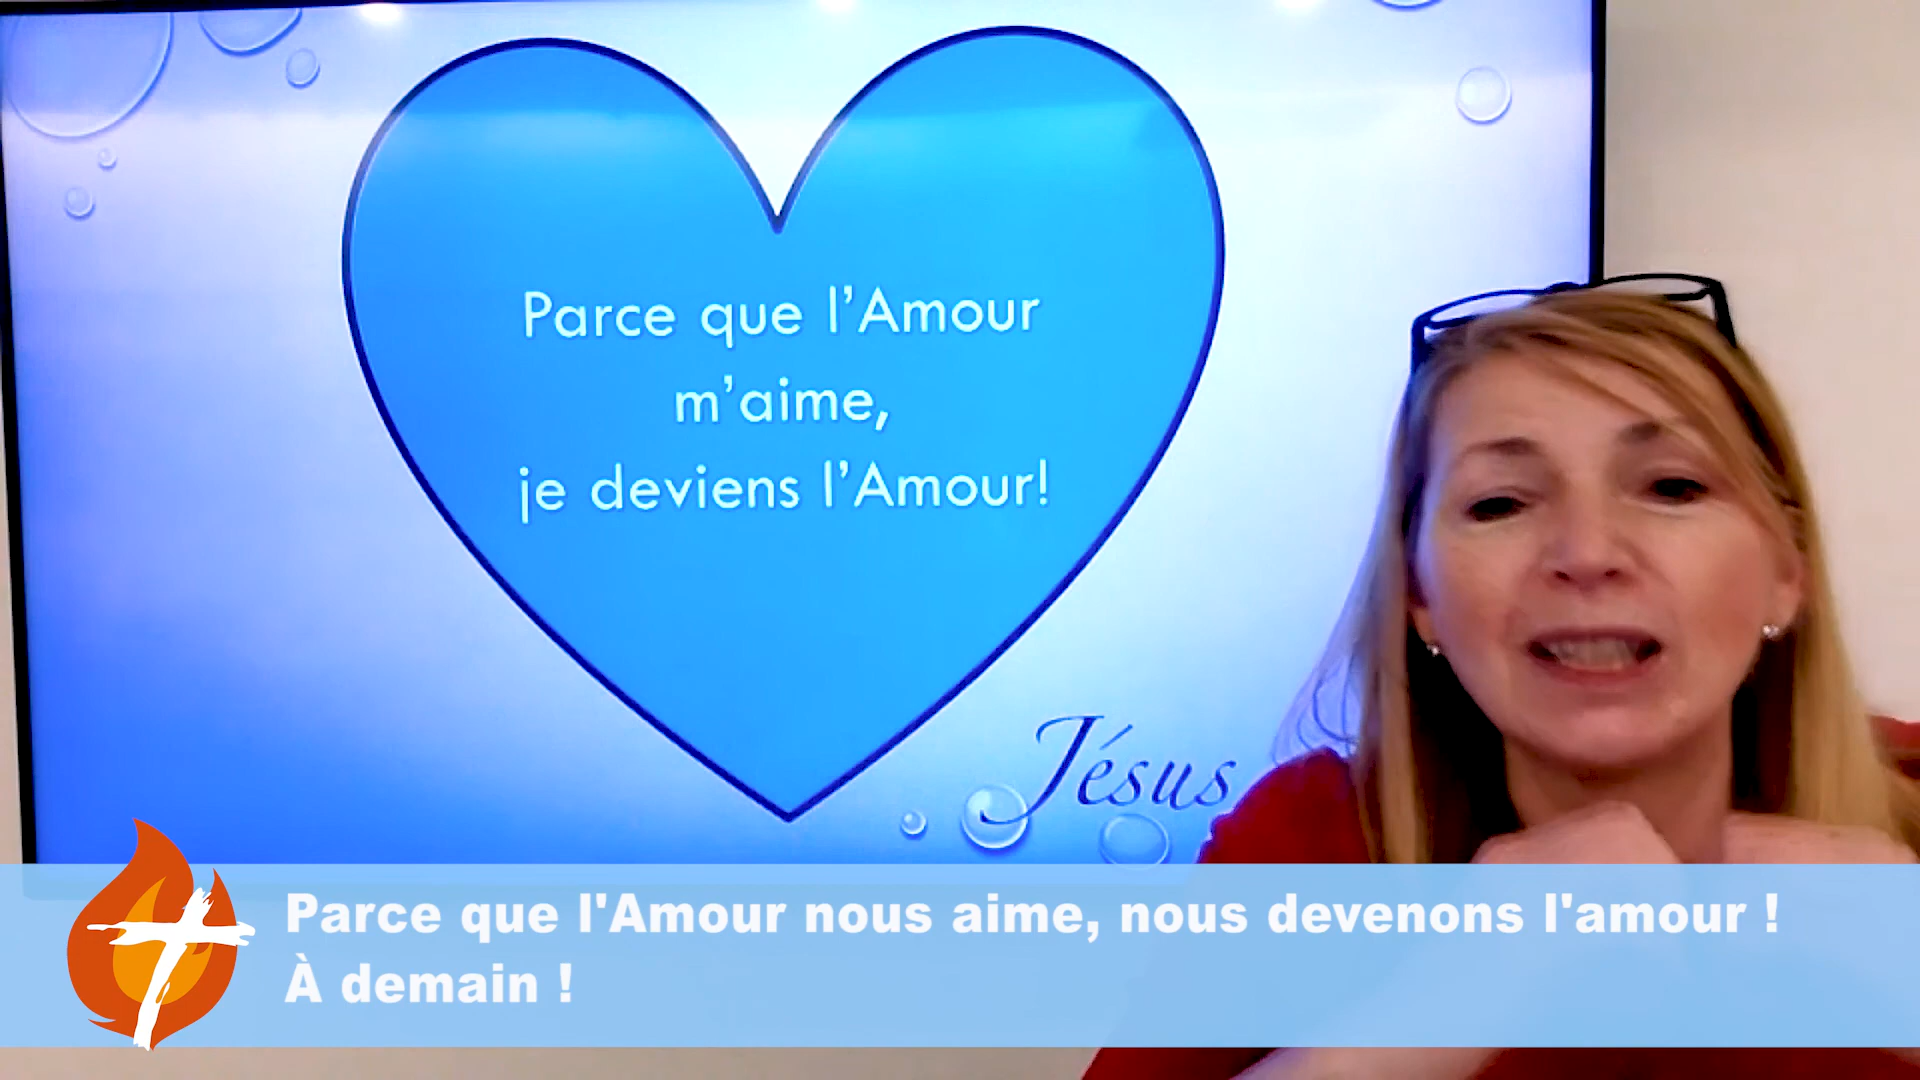 Parce que l’Amour
m’aime,
je deviens l’Amour!
Jésus
Parce que l'Amour nous aime, nous devenons l'amour !
À demain !